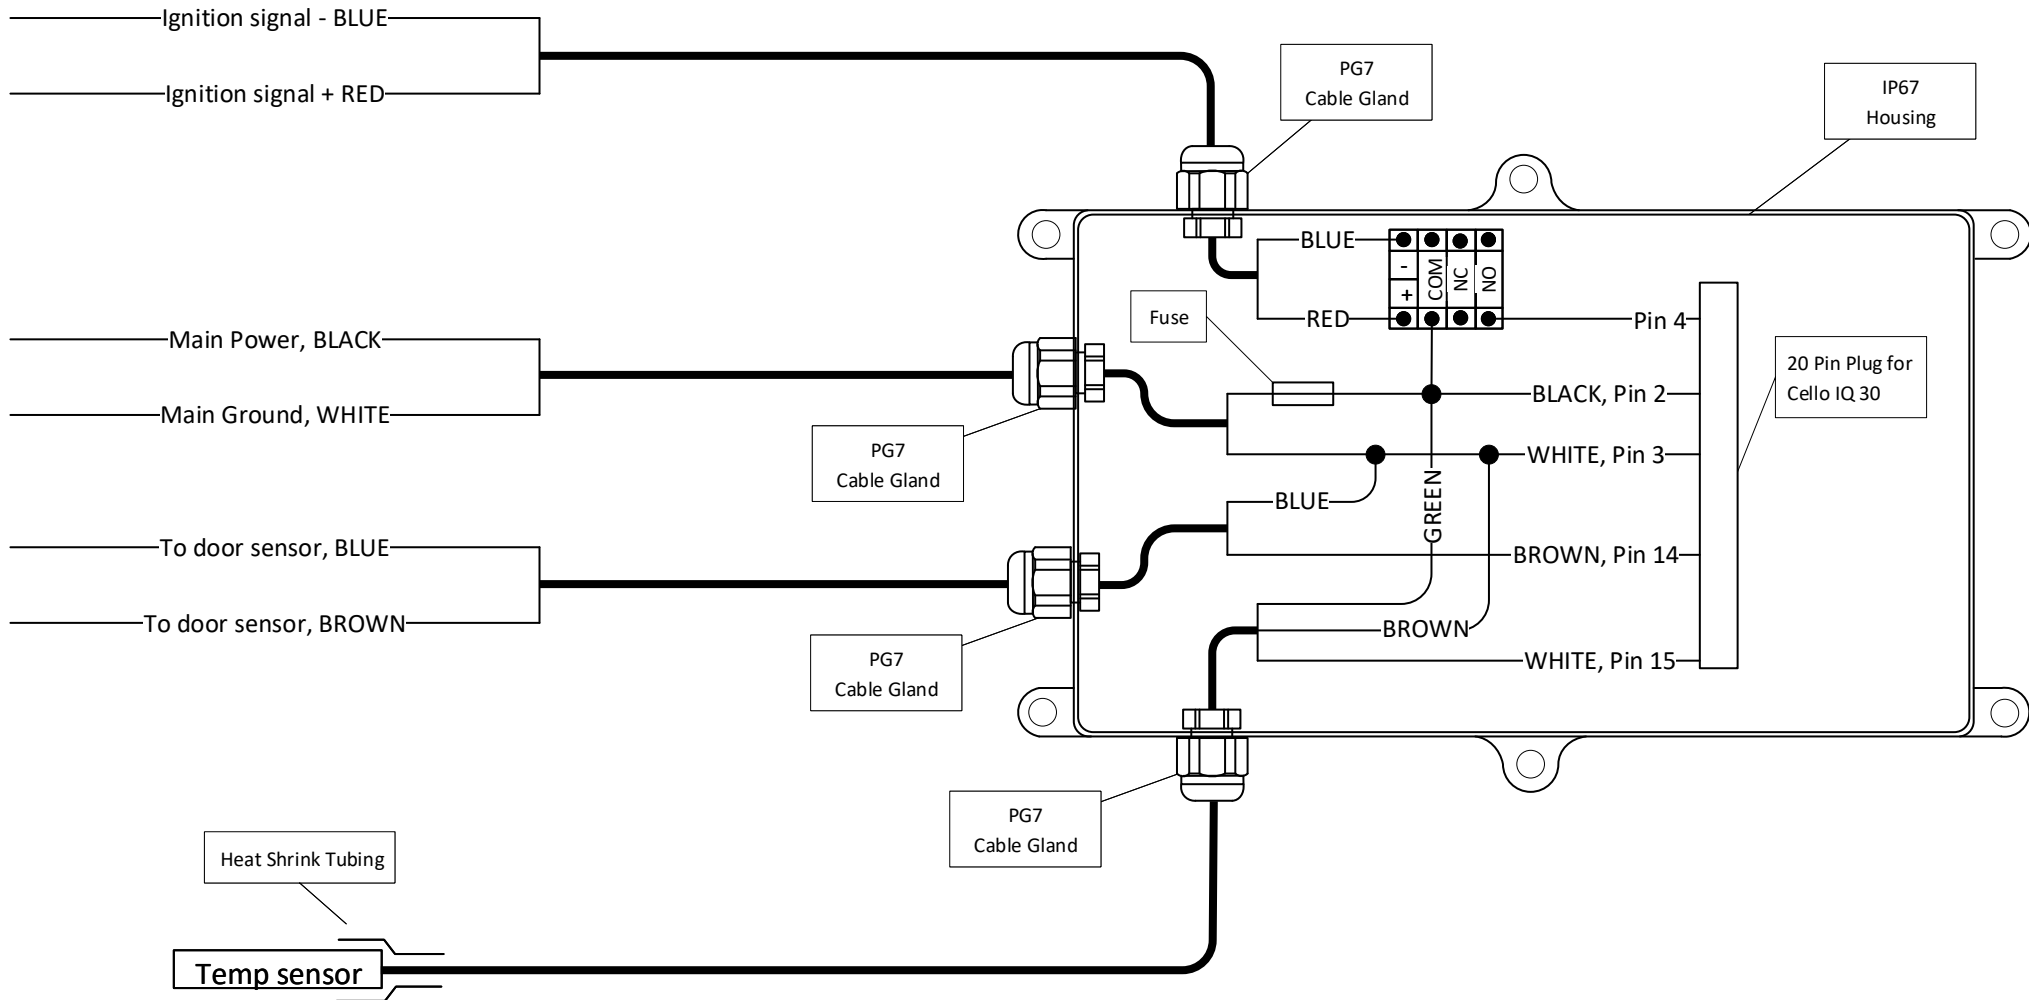 Ignition signal - BLUE
Ignition signal + RED
PG7
Cable Gland
IP67
Housing
BLUE
RED
-
+
COM
NC
NO
Pin 4
Fuse
Main Power, BLACK
Main Ground, WHITE
PG7
Cable Gland
BLACK, Pin 2
WHITE, Pin 3
20 Pin Plug for
Cello IQ 30
BLUE
GREEN
BROWN, Pin 14
To door sensor, BLUE
To door sensor, BROWN
PG7
Cable Gland
BROWN
WHITE, Pin 15
PG7
Cable Gland
Heat Shrink Tubing
Temp sensor